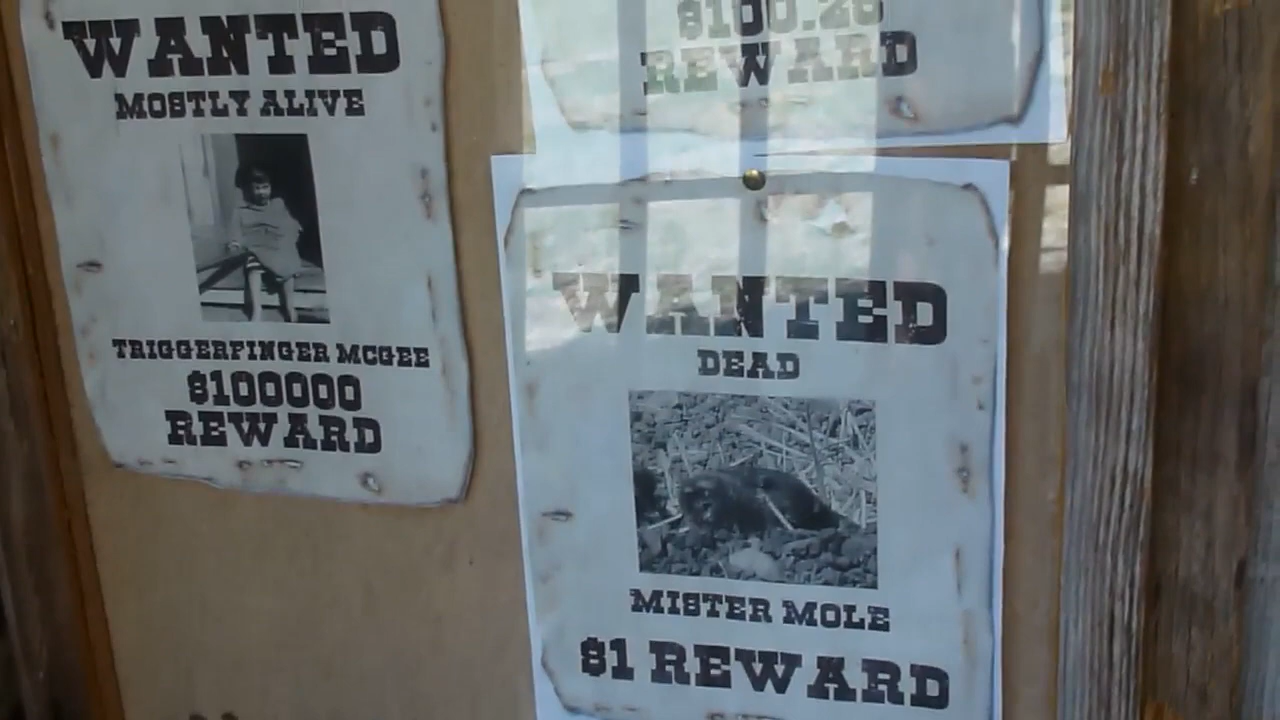 WANTED
MOSTLY ALIVE
TRIGGERFINGER MCGEE
$100000
REWARD
$100.26
REWARD
WANTED
DEAD
MISTER MOLE
$1 REWARD